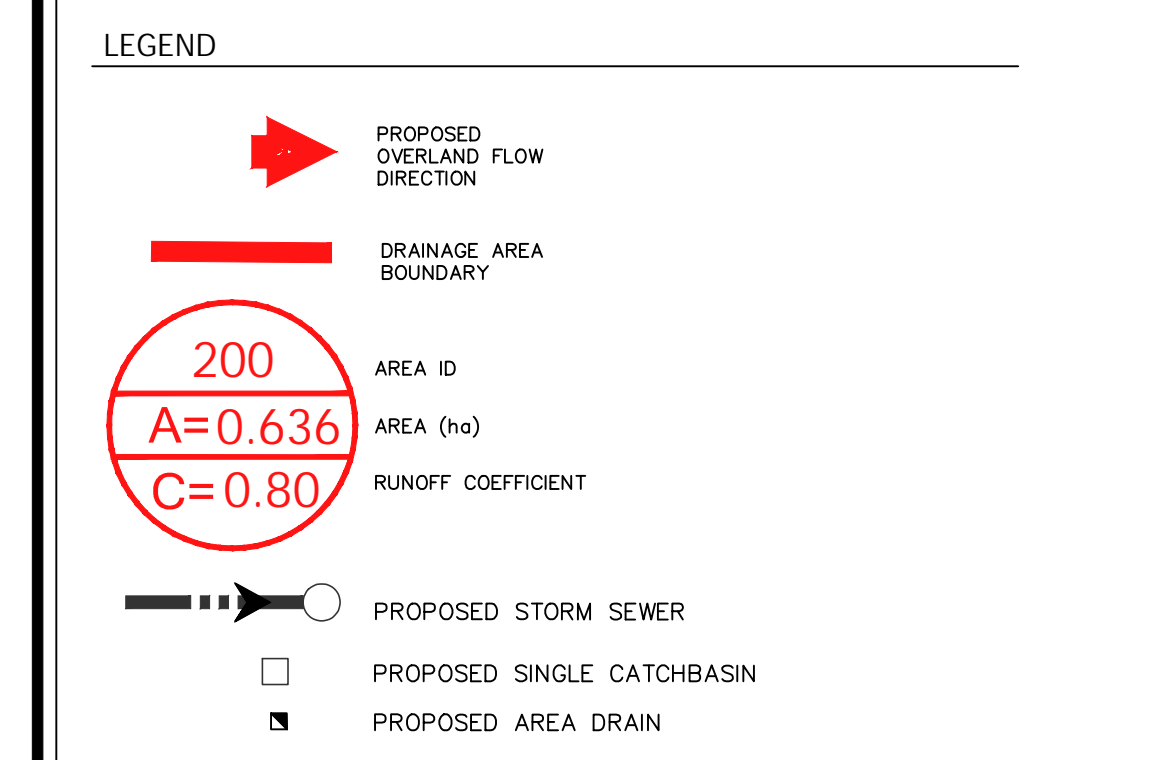 LEGEND
PROPOSED
OVERLAND FLOW
DIRECTION
DRAINAGE AREA
BOUNDARY
200
AREA ID
A=0.636
AREA (ha)
C=0.80
RUNOFF COEFFICIENT
PROPOSED STORM SEWER
PROPOSED SINGLE CATCHBASIN
PROPOSED AREA DRAIN